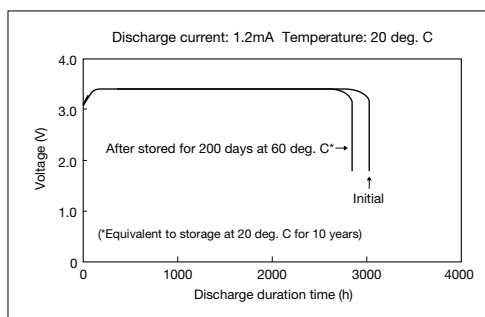 Discharge current: 1.2mA Temperature: 20 deg. C
4.0
3.0
2.0
1.0
0
Voltage (V)
After stored for 200 days at 60 deg. C*→
↑
Initial
(*Equivalent to storage at 20 deg. C for 10 years)
0 1000 2000 3000 4000
Discharge duration time (h)